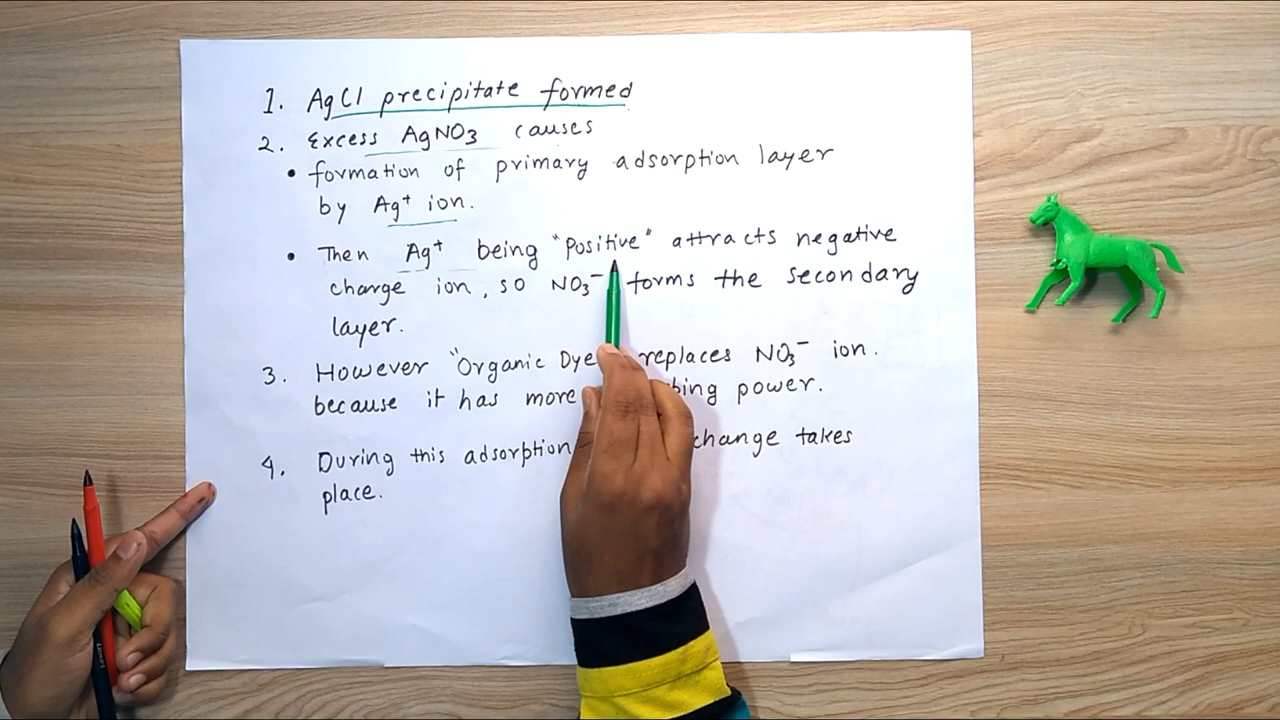 1. AgCl precipitate formed
2. Excess AgNO3 causes
• formation of primary adsorption layer
by Ag⁺ ion.
• Then Ag⁺ being "positive" attracts negative
charge ion, so NO3⁻ forms the secondary
layer.
3. However "Organic Dye replaces NO3⁻ ion.
because it has more power.
4. During this adsorption change takes
place.